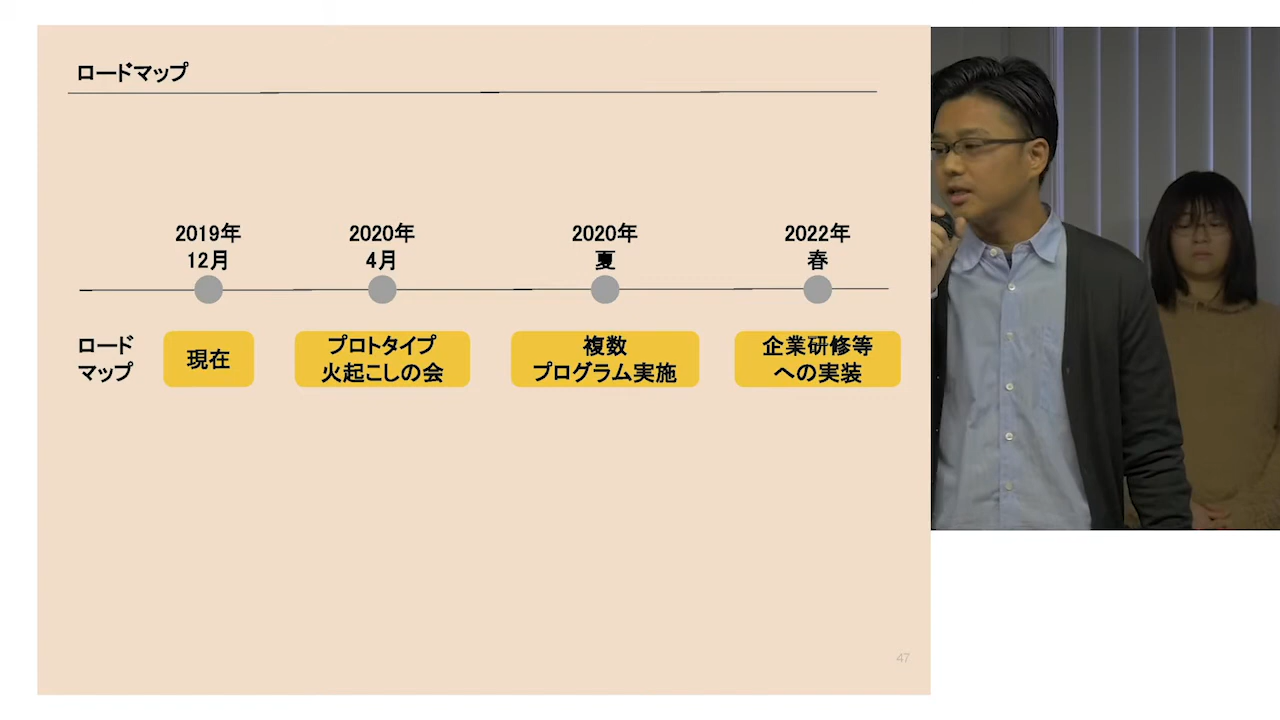 ロードマップ
2019年
12月
2020年
4月
2020年
夏
2022年
春
ロード
マップ
現在
プロトタイプ
火起こしの会
複数
プログラム実施
企業研修等
への実装
47